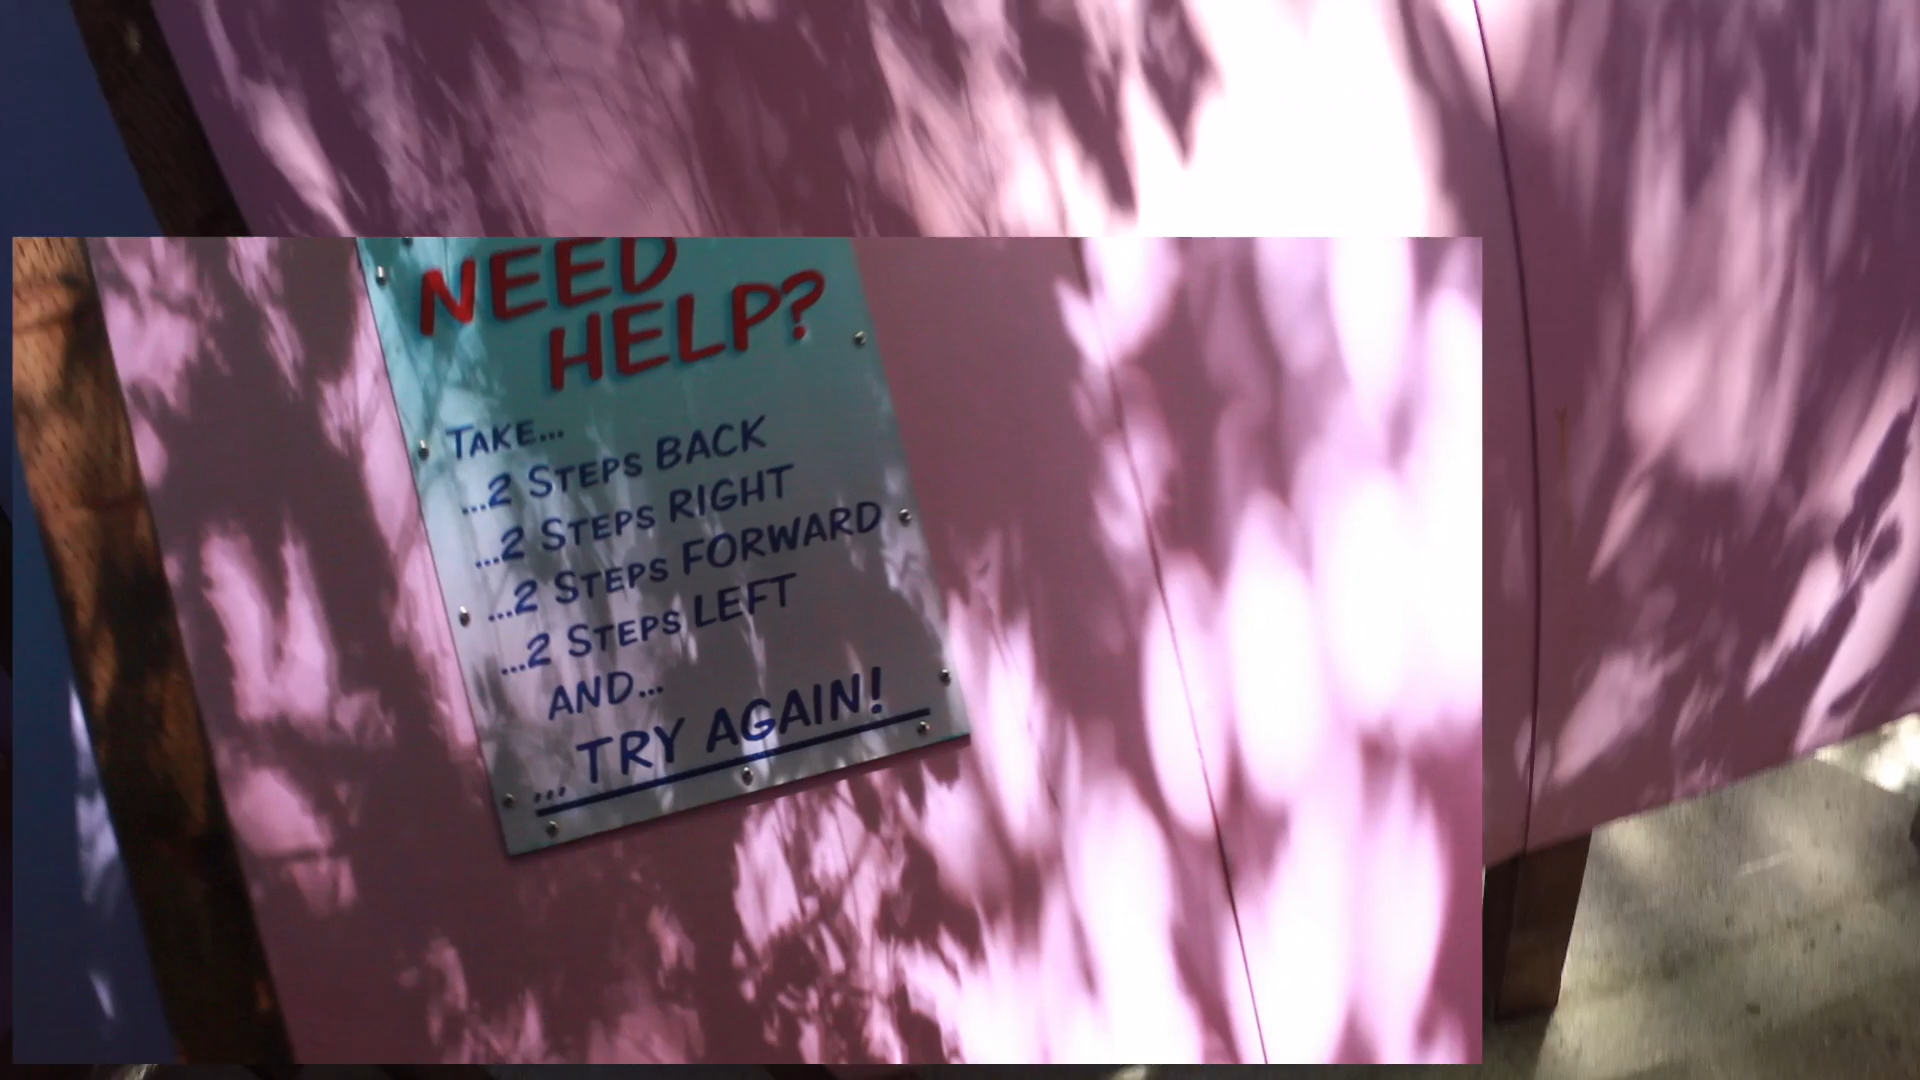 NEED
HELP?
TAKE...
...2 STEPS BACK
...2 STEPS RIGHT
...2 STEPS FORWARD
...2 STEPS LEFT
AND...
... TRY AGAIN!